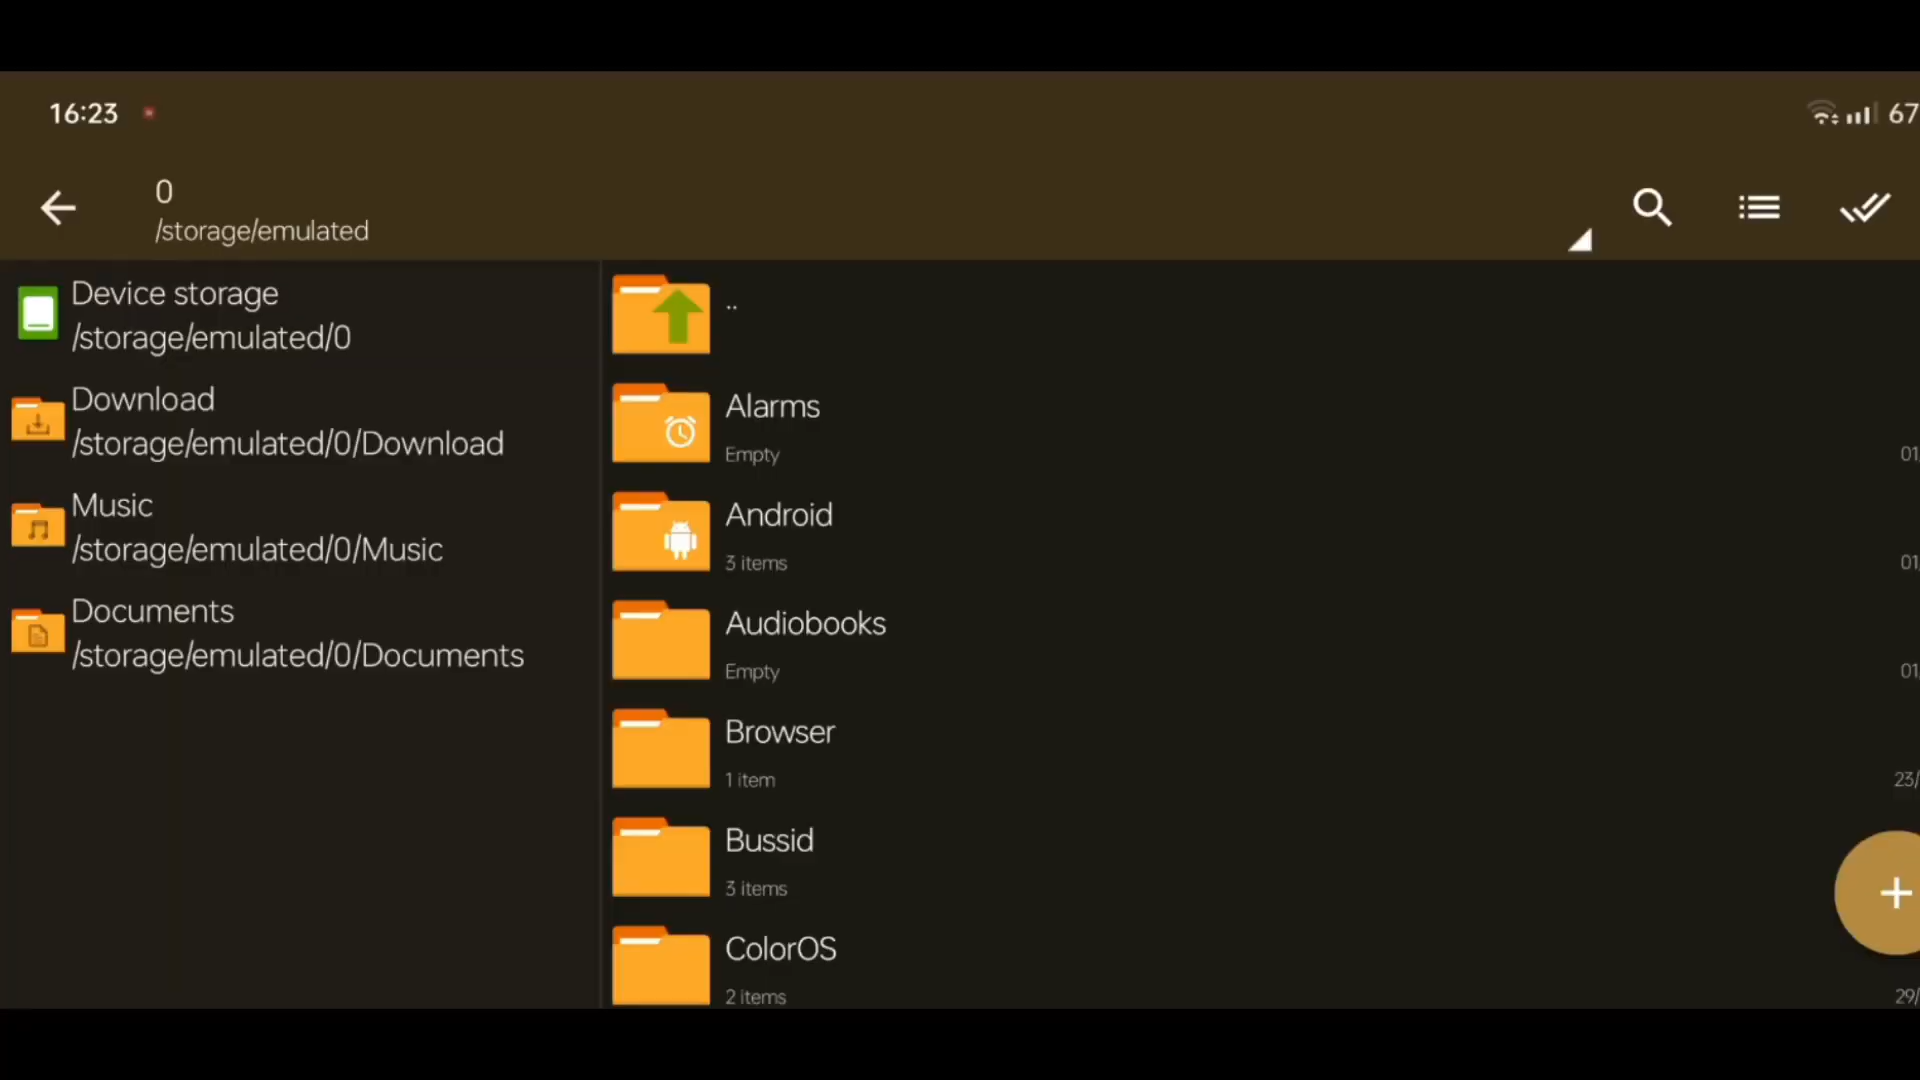 16:23
67
0
/storage/emulated
Device storage
/storage/emulated/0
Download
/storage/emulated/0/Download
Music
/storage/emulated/0/Music
Documents
/storage/emulated/0/Documents
..
Alarms
Empty
01/
Android
3 items
01/
Audiobooks
Empty
01/
Browser
1 item
23/
Bussid
3 items
ColorOS
2 items
29/